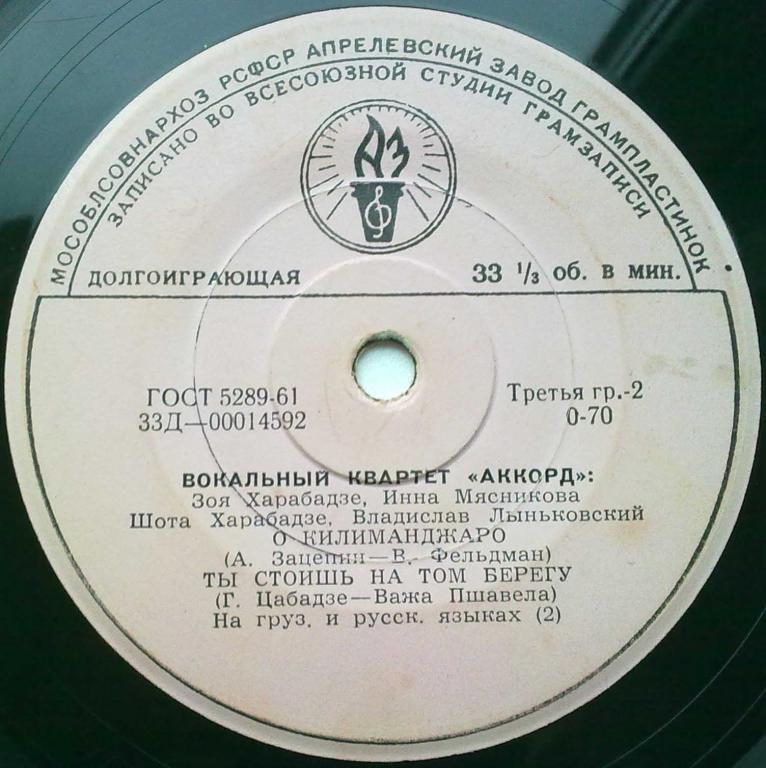 МОСОБЛСОВНАРХОЗ РСФСР АПРЕЛЕВСКИЙ ЗАВОД ГРАМПЛАСТИНОК
ЗАПИСАНО ВО ВСЕСОЮЗНОЙ СТУДИИ ГРАМЗАПИСИ
АЗ
ДОЛГОИГРАЮЩАЯ 33 1/3 об. в мин.
ГОСТ 5289-61 Третья гр.-2
33Д—00014592 0-70
ВОКАЛЬНЫЙ КВАРТЕТ «АККОРД»:
Зоя Харабадзе, Инна Мясникова
Шота Харабадзе, Владислав Лыньковский
О КИЛИМАНДЖАРО
(А. Зацепин—В. Фельдман)
ТЫ СТОИШЬ НА ТОМ БЕРЕГУ
(Г. Цабадзе—Важа Пшавела)
На груз. и русск. языках (2)